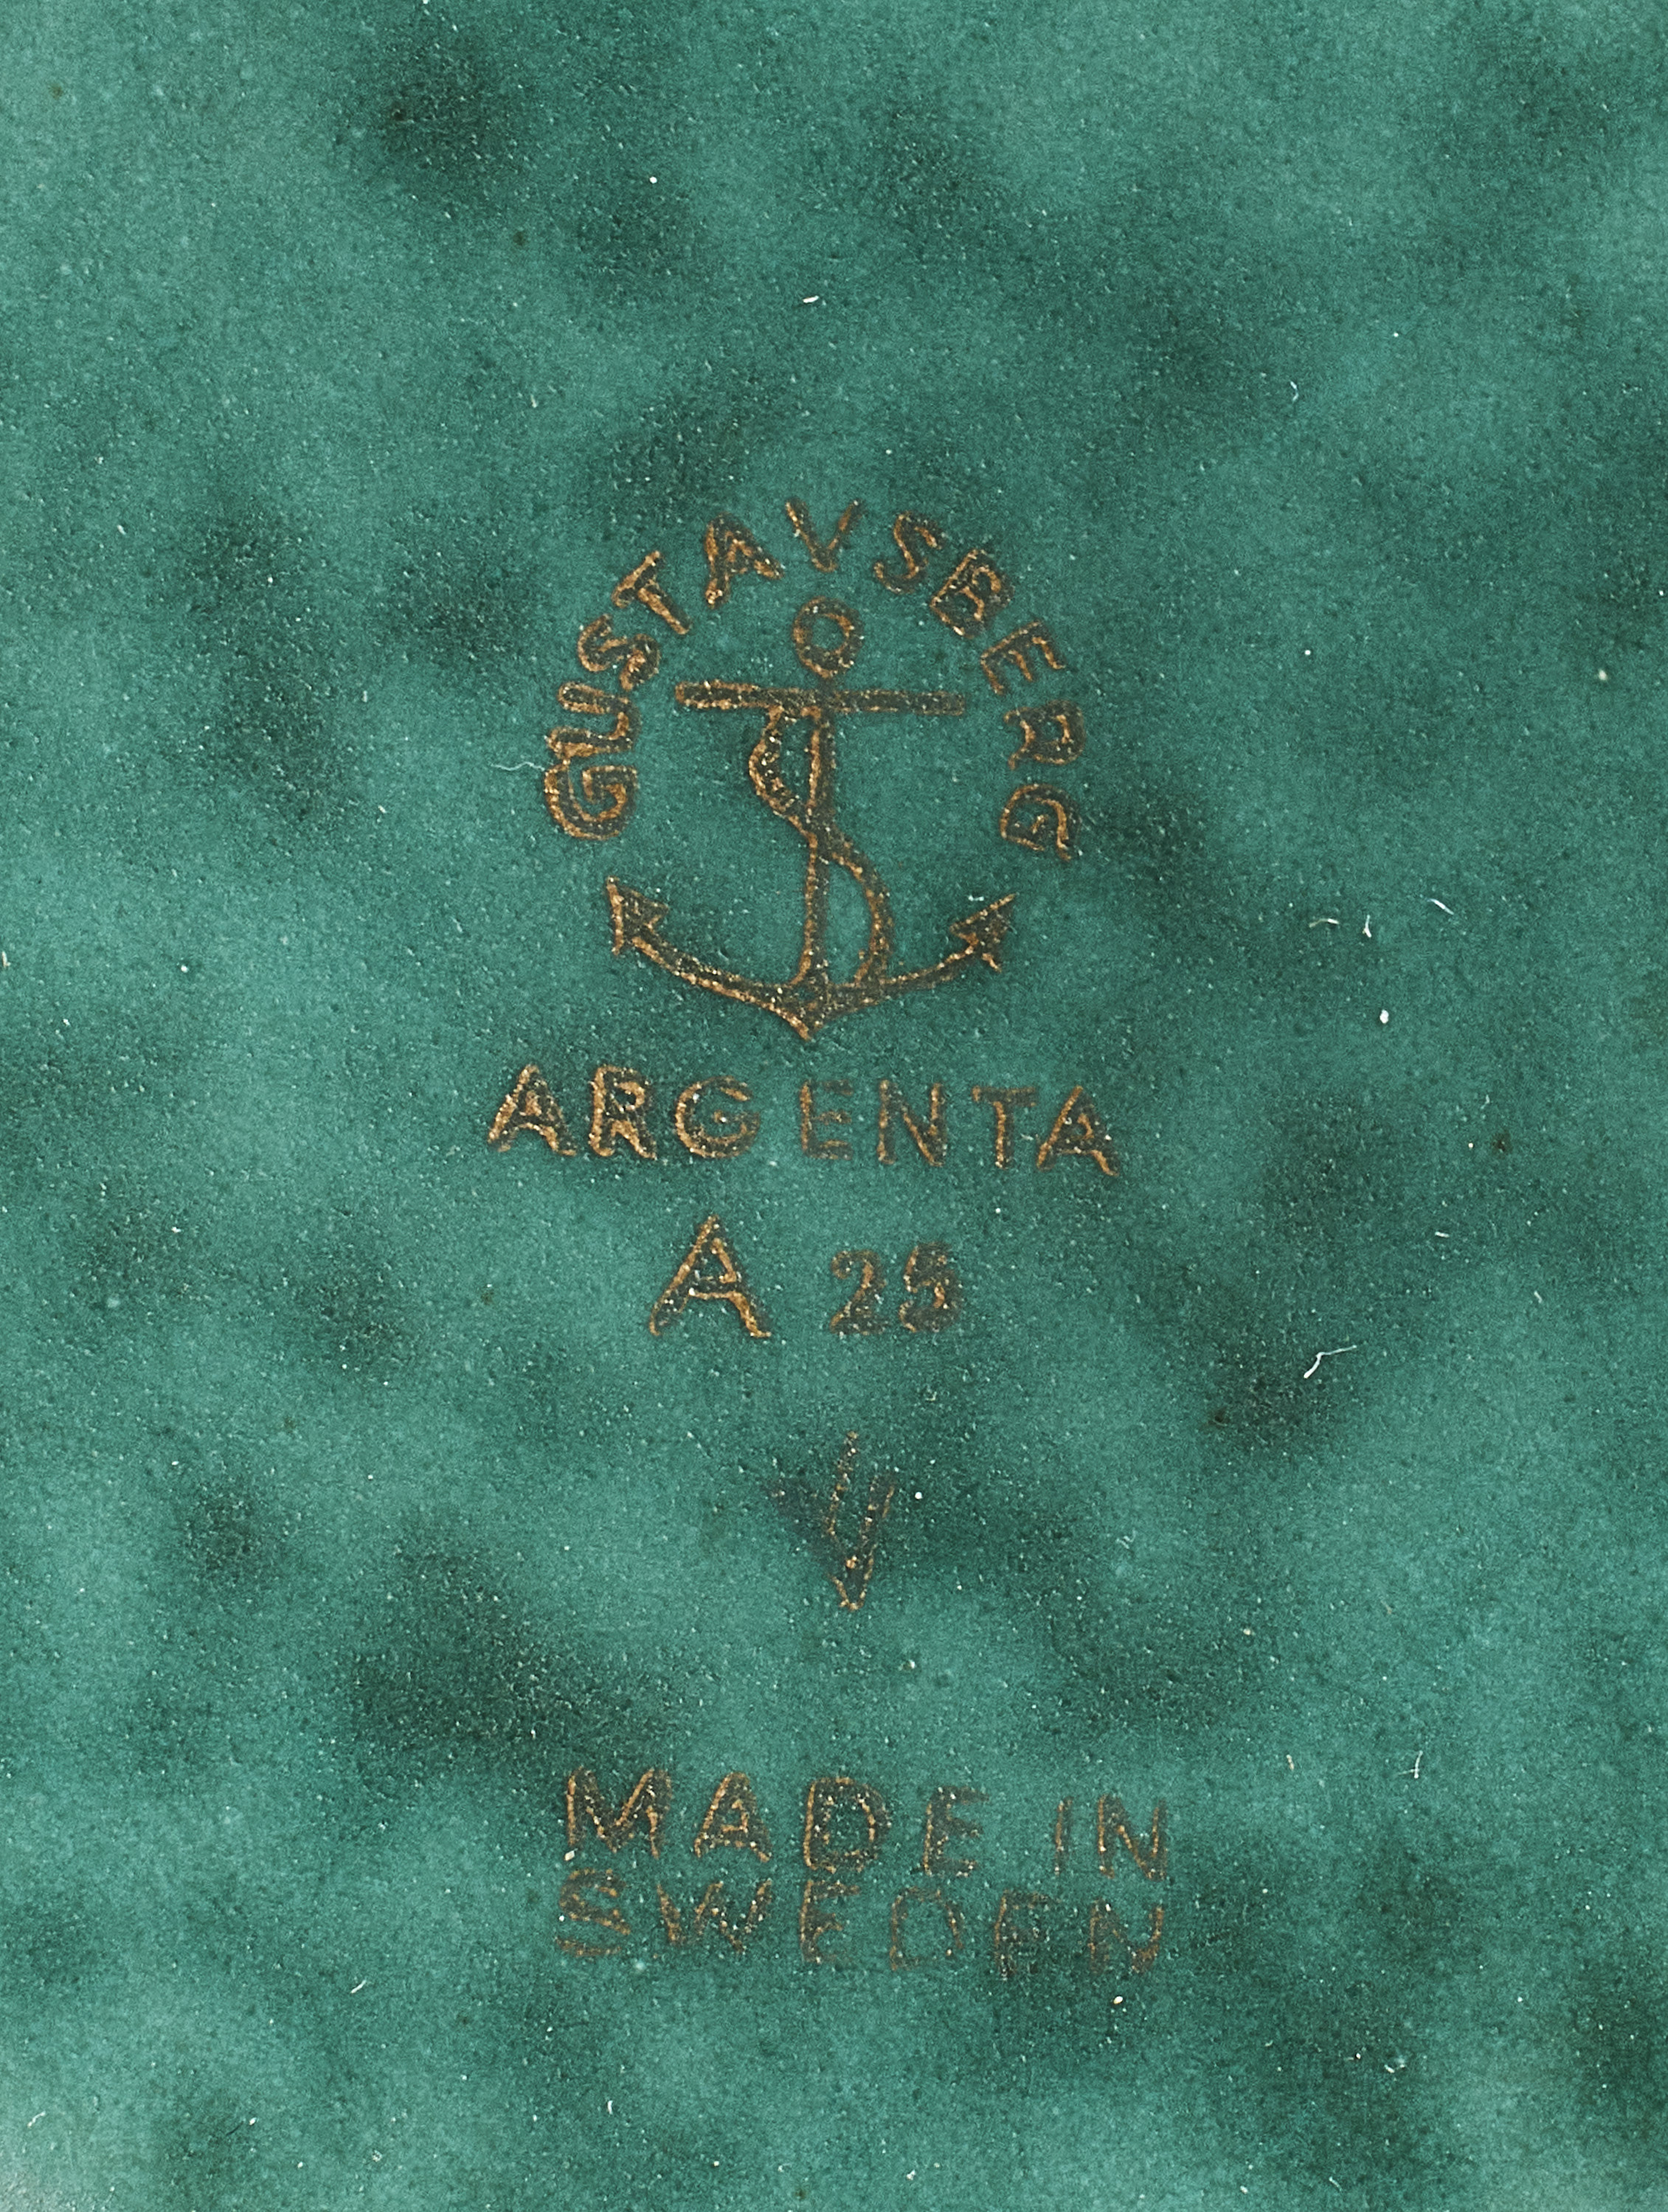 GUSTAVSBERG
ARGENTA
A 25
V
MADE IN
SWEDEN